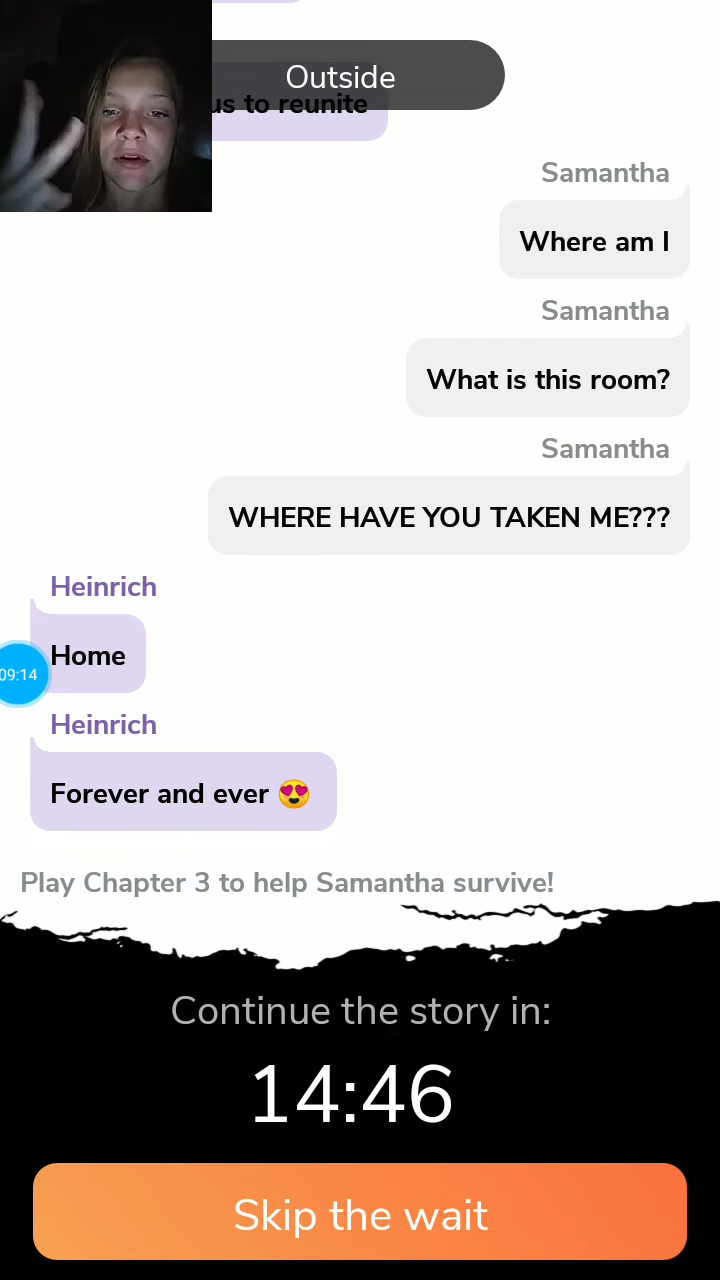 Outside
us to reunite
Samantha
Where am I
Samantha
What is this room?
Samantha
WHERE HAVE YOU TAKEN ME???
Heinrich
Home
09:14
Heinrich
Forever and ever 😍
Play Chapter 3 to help Samantha survive!
Continue the story in:
14:46
Skip the wait